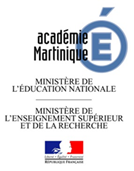 académie
Martinique
MINISTÈRE DE
L'ÉDUCATION NATIONALE
MINISTÈRE DE
L'ENSEIGNEMENT SUPÉRIEUR
ET DE LA RECHERCHE